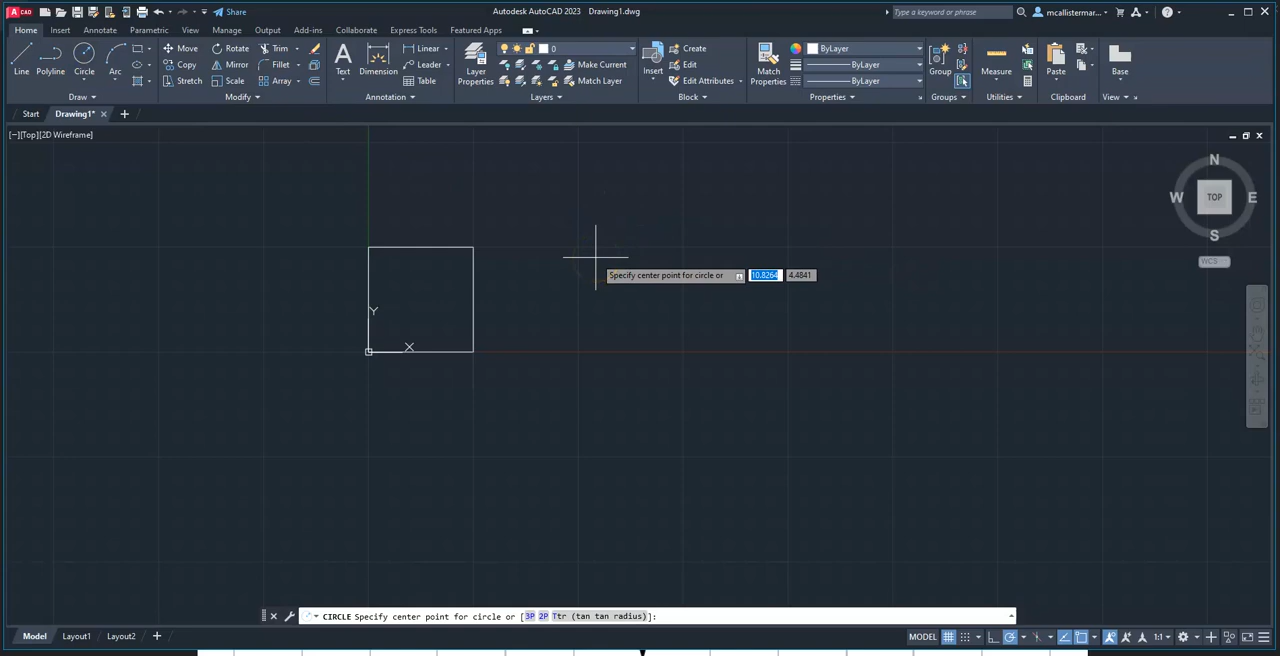 CAD Share Autodesk AutoCAD 2023 Drawing1.dwg Type a keyword or phrase mcallistermar...
Home Insert Annotate Parametric View Manage Output Add-ins Collaborate Express Tools Featured Apps
Line Polyline Circle Arc Move Rotate Trim Text Dimension Linear Layer Properties 0 Insert Create Match Properties ByLayer Group Measure Paste Base
Copy Mirror Fillet Leader Make Current Edit ByLayer
Stretch Scale Array Table Match Layer Edit Attributes ByLayer
Draw Modify Annotation Layers Block Properties Groups Utilities Clipboard View
Start Drawing1*
[−][Top][2D Wireframe]
N
W TOP E
S
WCS
Specify center point for circle or 10.8264 4.4841
Y
X
CIRCLE Specify center point for circle or [3P 2P Ttr (tan tan radius)]:
Model Layout1 Layout2 MODEL 1:1